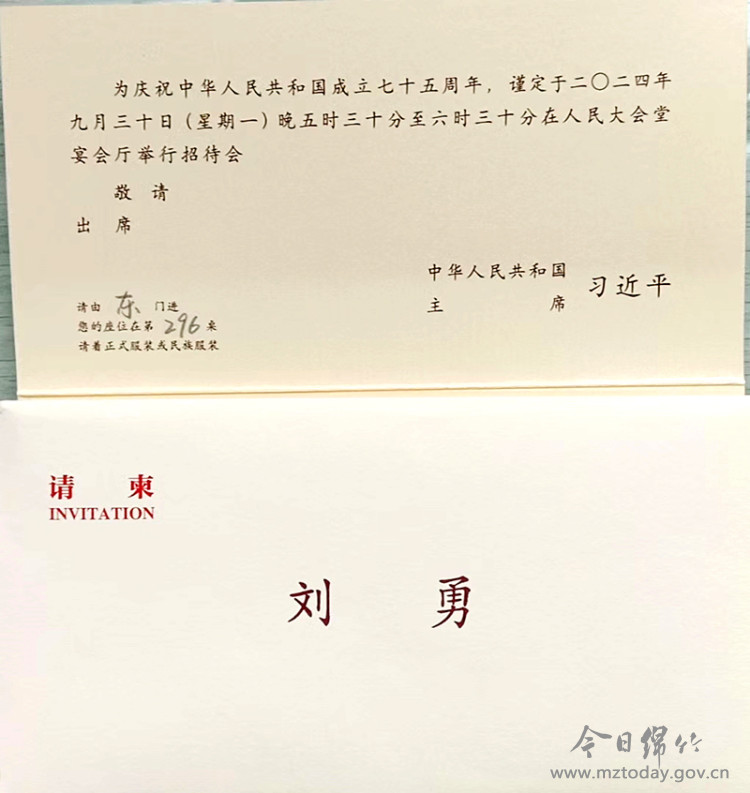 为庆祝中华人民共和国成立七十五周年，谨定于二〇二四年
九月三十日（星期一）晚五时三十分至六时三十分在人民大会堂
宴会厅举行招待会
敬 请
出 席
中华人民共和国
主 席 习近平
请由 东 门进
您的座位在第 296 桌
请着正式服装或民族服装
请 柬
INVITATION
刘 勇
今日绵竹
www.mztoday.gov.cn